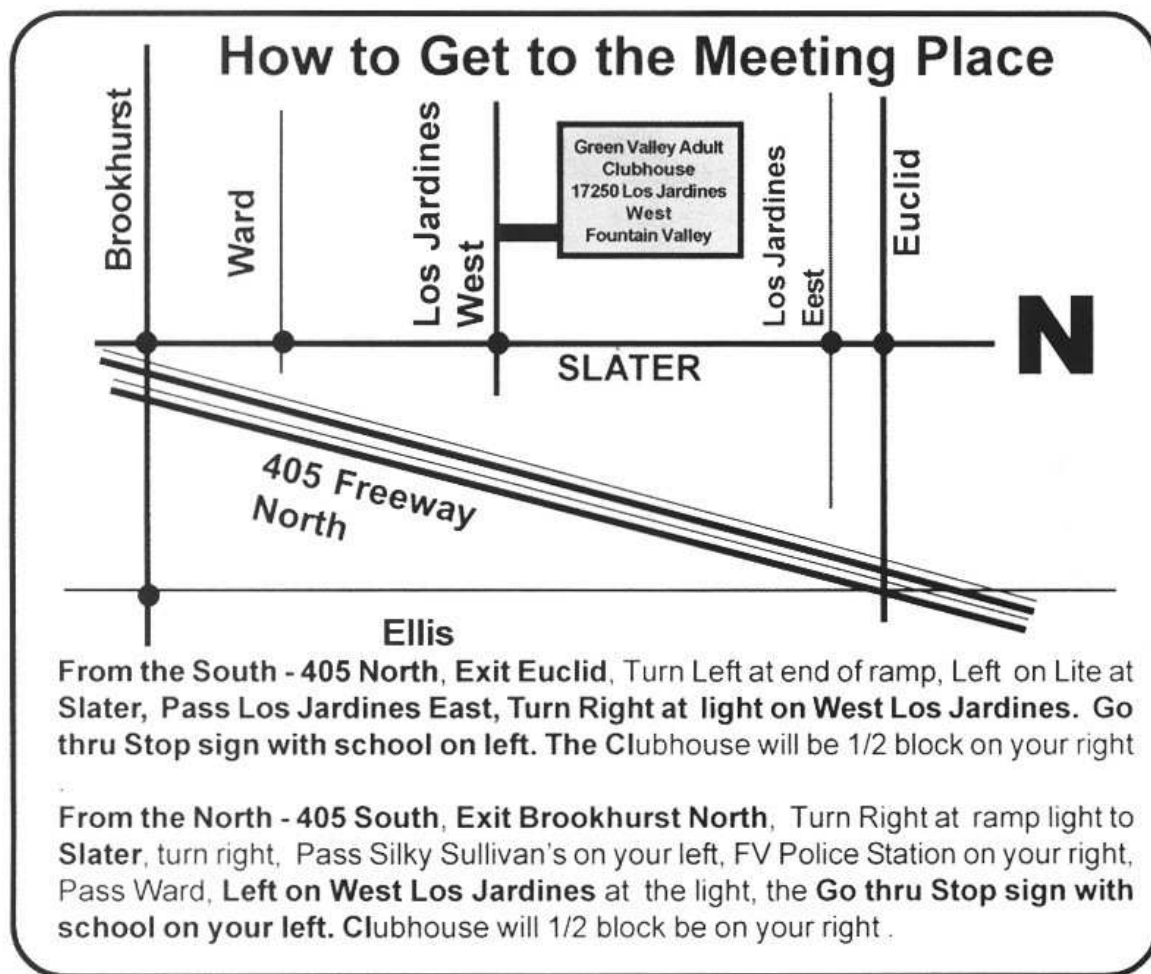 How to Get to the Meeting Place
Brookhurst
Ward
Los Jardines
West
Green Valley Adult
Clubhouse
17250 Los Jardines
West
Fountain Valley
Los Jardines
Eest
Euclid
N
SLATER
405 Freeway
North
Ellis
From the South - 405 North, Exit Euclid, Turn Left at end of ramp, Left on Lite at
Slater, Pass Los Jardines East, Turn Right at light on West Los Jardines. Go
thru Stop sign with school on left. The Clubhouse will be 1/2 block on your right
.
From the North - 405 South, Exit Brookhurst North, Turn Right at ramp light to
Slater, turn right, Pass Silky Sullivan's on your left, FV Police Station on your right,
Pass Ward, Left on West Los Jardines at the light, the Go thru Stop sign with
school on your left. Clubhouse will 1/2 block be on your right .